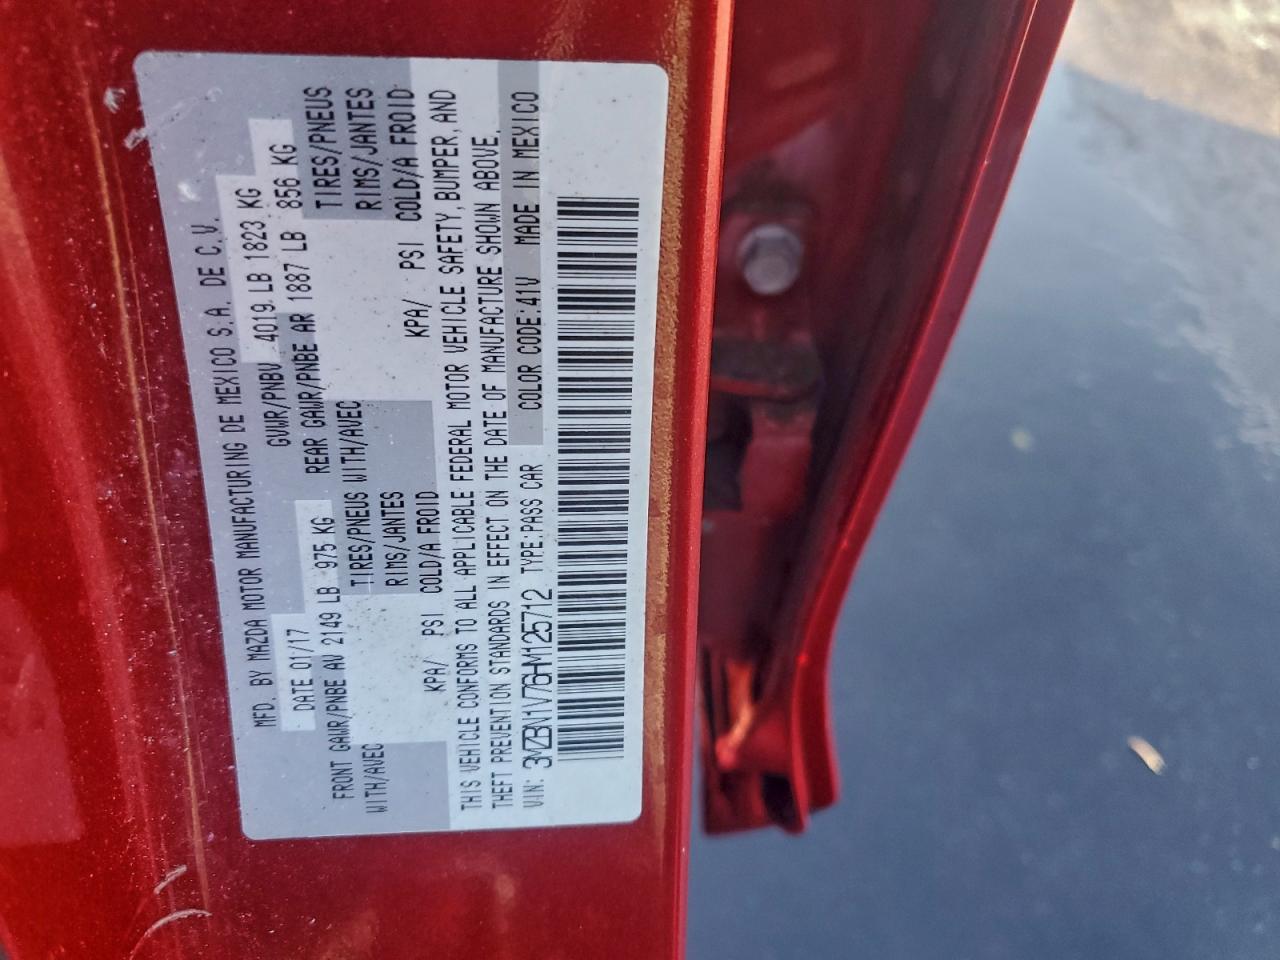 MFD. BY MAZDA MOTOR MANUFACTURING DE MEXICO S.A. DE C.V.
DATE 01/17 GVWR/PNBV 4019 LB 1823 KG
FRONT GAWR/PNBE AV 2149 LB 975 KG REAR GAWR/PNBE AR 1887 LB 856 KG
WITH/AVEC TIRES/PNEUS WITH/AVEC TIRES/PNEUS
RIMS/JANTES RIMS/JANTES
KPA/ PSI COLD/A FROID KPA/ PSI COLD/A FROID
THIS VEHICLE CONFORMS TO ALL APPLICABLE FEDERAL MOTOR VEHICLE SAFETY, BUMPER, AND
THEFT PREVENTION STANDARDS IN EFFECT ON THE DATE OF MANUFACTURE SHOWN ABOVE.
VIN: 3MZBN1V76HM125712 TYPE:PASS CAR COLOR CODE:41V MADE IN MEXICO